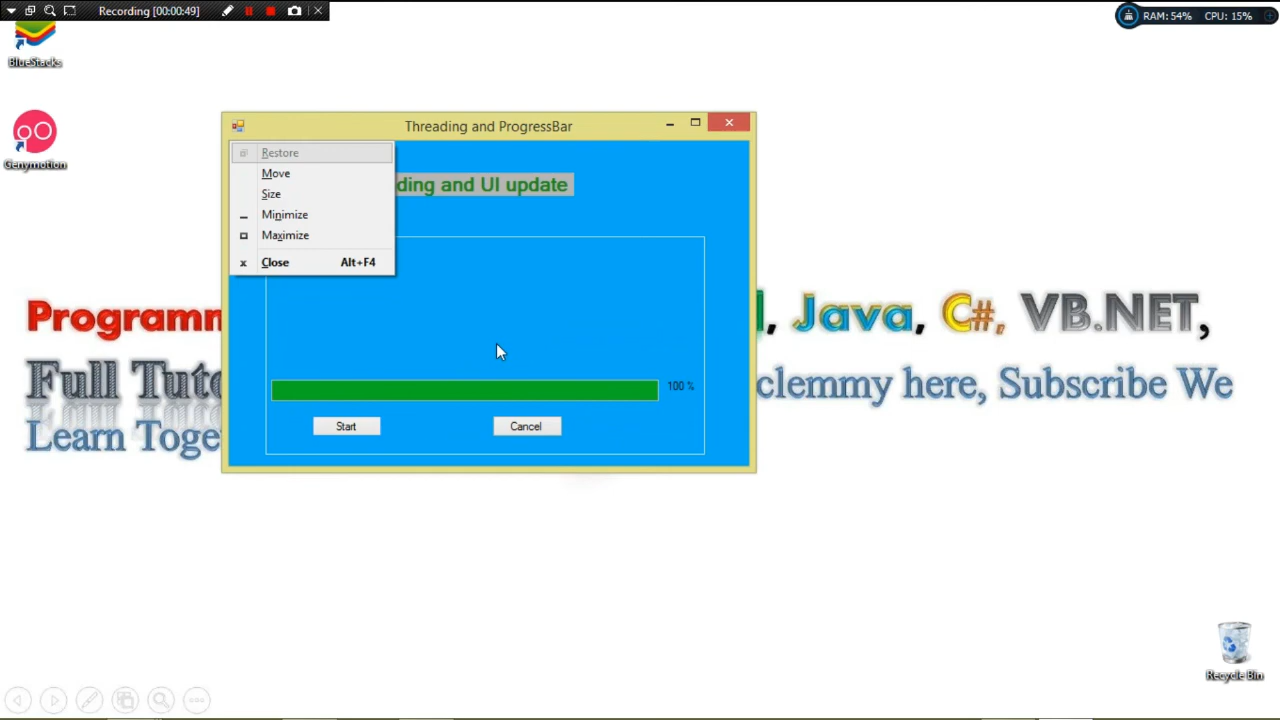 Recording [00:00:49]
RAM: 54% CPU: 15%
BlueStacks
Genymotion
Threading and ProgressBar
Restore
Move
Size
Minimize
Maximize
Close Alt+F4
ding and UI update
Programm , Java, C#, VB.NET,
Full Tuto clemmy here, Subscribe We
Learn Toge
100 %
Start Cancel
Recycle Bin